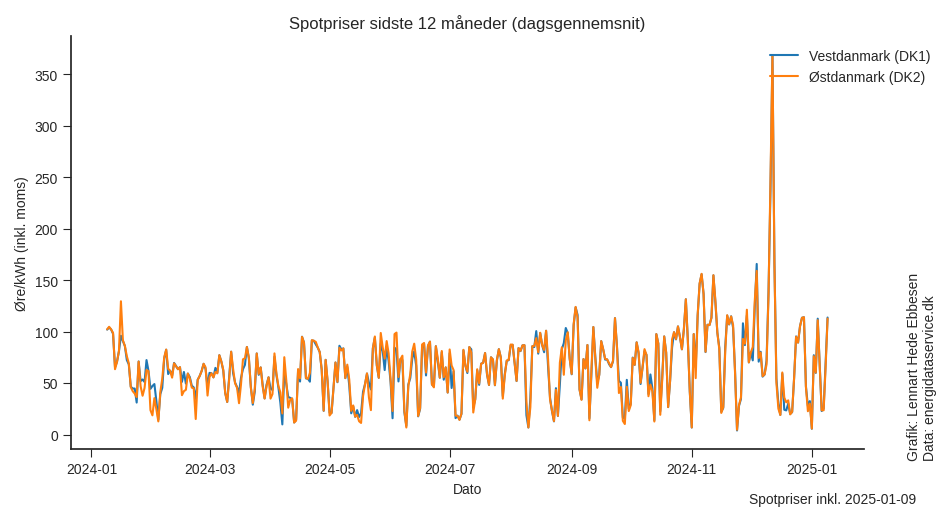 Spotpriser sidste 12 måneder (dagsgennemsnit)
Vestdanmark (DK1)
Østdanmark (DK2)
Øre/kWh (inkl. moms)
350
300
250
200
150
100
50
0
2024-01
2024-03
2024-05
2024-07
2024-09
2024-11
2025-01
Dato
Grafik: Lennart Hede Ebbesen
Data: energidataservice.dk
Spotpriser inkl. 2025-01-09